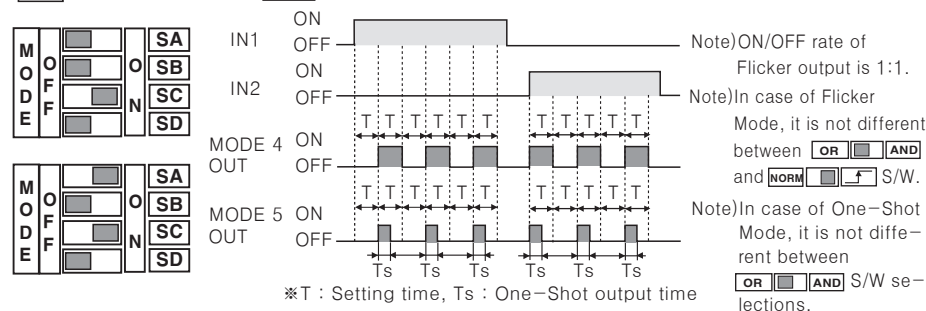 MODE OFF ON SA
SB
SC
SD
MODE OFF ON SA
SB
SC
SD
IN1 ON
OFF
IN2 ON
OFF
T T T T T T T T T T T
MODE 4 ON
OUT OFF
T T T T T T T T T T T
MODE 5 ON
OUT OFF
Ts Ts Ts Ts Ts Ts
※T : Setting time, Ts : One-Shot output time
Note)ON/OFF rate of
Flicker output is 1:1.
Note)In case of Flicker
Mode, it is not different
between OR AND
and NORM S/W.
Note)In case of One-Shot
Mode, it is not diffe-
rent between
OR AND S/W se-
lections.